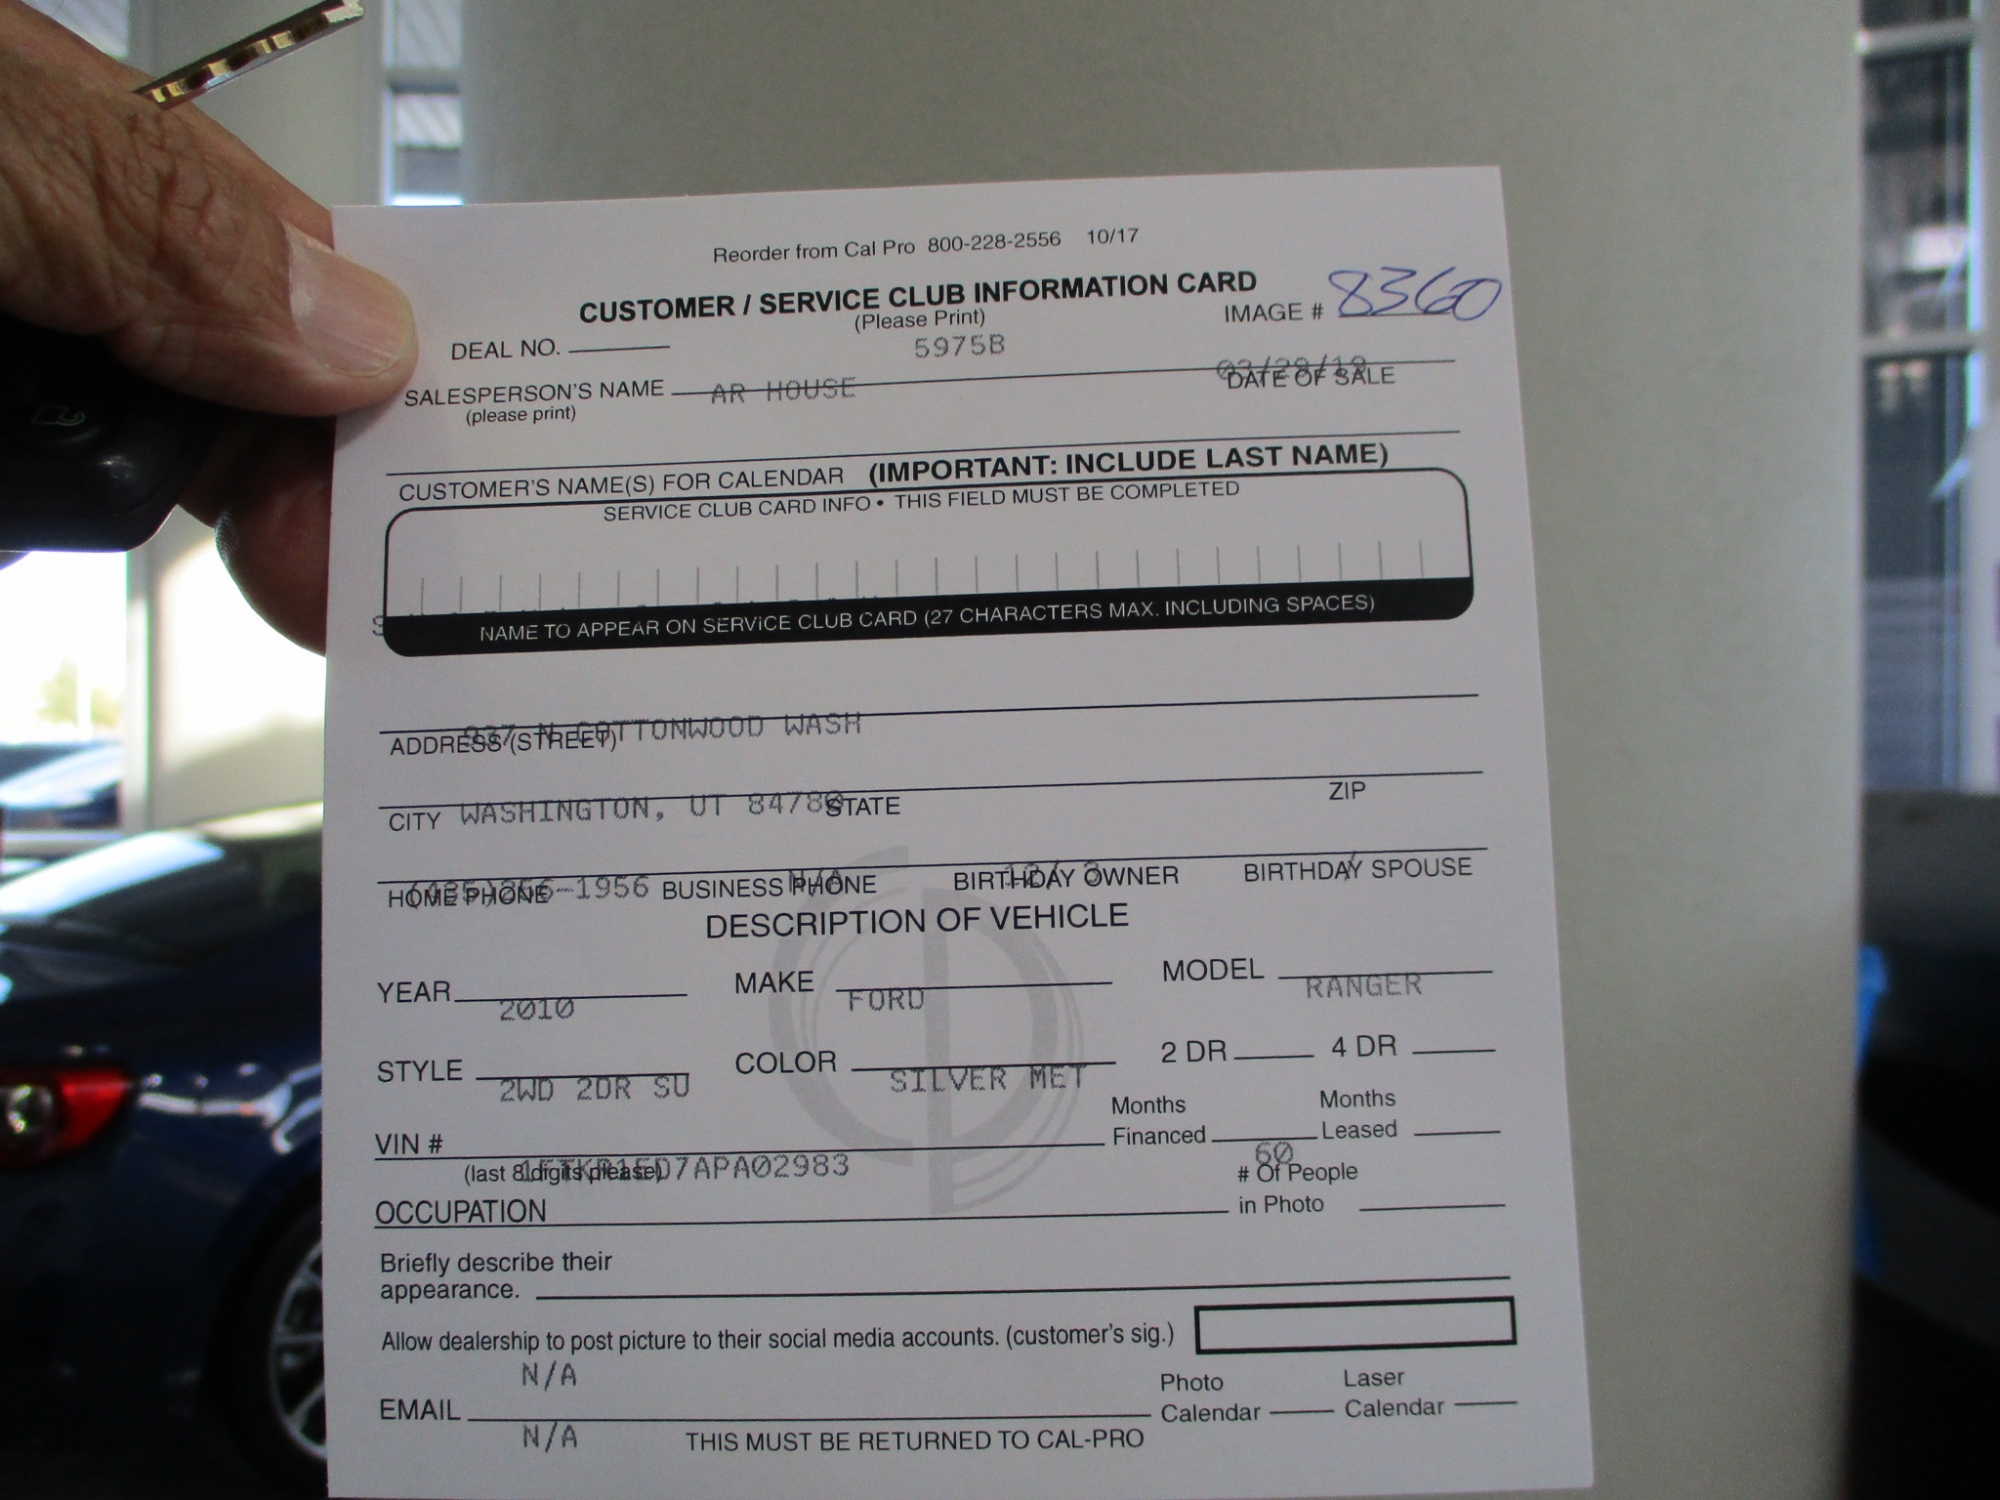 Reorder from Cal Pro 800-228-2556 10/17
CUSTOMER / SERVICE CLUB INFORMATION CARD
(Please Print)
IMAGE # 8360
DEAL NO. 5975B
SALESPERSON'S NAME AR HOUSE
(please print)
DATE OF SALE
CUSTOMER'S NAME(S) FOR CALENDAR (IMPORTANT: INCLUDE LAST NAME)
SERVICE CLUB CARD INFO • THIS FIELD MUST BE COMPLETED
NAME TO APPEAR ON SERVICE CLUB CARD (27 CHARACTERS MAX. INCLUDING SPACES)
N COTTONWOOD WASH
ADDRESS (STREET)
CITY WASHINGTON, UT 84780 STATE ZIP
HOME PHONE -1956 BUSINESS PHONE N/A BIRTHDAY OWNER BIRTHDAY SPOUSE
DESCRIPTION OF VEHICLE
YEAR 2010 MAKE FORD MODEL RANGER
STYLE 2WD 2DR SU COLOR SILVER MET 2 DR 4 DR
VIN # Months Financed 60 Months Leased
(last 8 digits please) D7APA02983
OCCUPATION # Of People in Photo
Briefly describe their
appearance.
Allow dealership to post picture to their social media accounts. (customer's sig.)
N/A
EMAIL Photo Calendar Laser Calendar
N/A THIS MUST BE RETURNED TO CAL-PRO